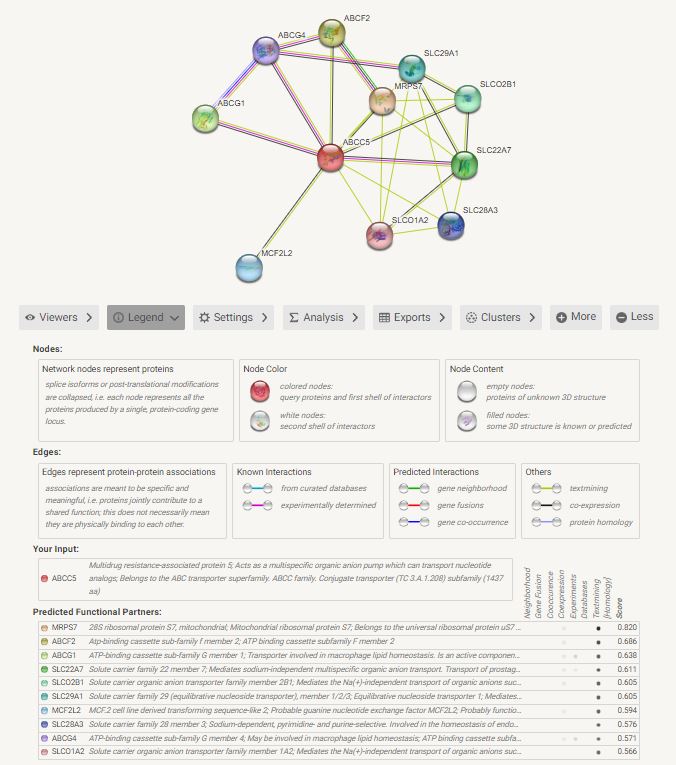 ABCF2
ABCG4
SLC29A1
SLCO2B1
MRPS7
ABCG1
ABCC5
SLC22A7
SLC28A3
SLCO1A2
MCF2L2
Viewers
Legend
Settings
Analysis
Exports
Clusters
More
Less
Nodes:
Network nodes represent proteins
splice isoforms or post-translational modifications
are collapsed, i.e. each node represents all the
proteins produced by a single, protein-coding gene
locus.
Node Color
colored nodes:
query proteins and first shell of interactors
white nodes:
second shell of interactors
Node Content
empty nodes:
proteins of unknown 3D structure
filled nodes:
some 3D structure is known or predicted
Edges:
Edges represent protein-protein associations
associations are meant to be specific and
meaningful, i.e. proteins jointly contribute to
a shared function; this does not necessarily mean
they are physically binding to each other.
Known Interactions
from curated databases
experimentally determined
Predicted Interactions
gene neighborhood
gene fusions
gene co-occurrence
Others
textmining
co-expression
protein homology
Your Input:
ABCC5
Multidrug resistance-associated protein 5; Acts as a multispecific organic anion pump which can transport nucleotide
analogs; Belongs to the ABC transporter superfamily. ABCC family. Conjugate transporter (TC 3.A.1.208) subfamily (1437
aa)
Neighborhood
Gene Fusion
Cooccurence
Coexpression
Experiments
Databases
Textmining
[Homology]
Score
Predicted Functional Partners:
MRPS7 28S ribosomal protein S7, mitochondrial; Mitochondrial ribosomal protein S7; Belongs to the universal ribosomal protein uS7 ... 0.820
ABCF2 Atp-binding cassette sub-family f member 2; ATP binding cassette subfamily F member 2 0.686
ABCG1 ATP-binding cassette sub-family G member 1; Transporter involved in macrophage lipid homeostasis. Is an active componen... 0.638
SLC22A7 Solute carrier family 22 member 7; Mediates sodium-independent multispecific organic anion transport. Transport of prostag... 0.611
SLCO2B1 Solute carrier organic anion transporter family member 2B1; Mediates the Na(+)-independent transport of organic anions suc... 0.605
SLC29A1 Solute carrier family 29 (equilibrative nucleoside transporter), member 1/2/3; Equilibrative nucleoside transporter 1; Mediates... 0.605
MCF2L2 MCF.2 cell line derived transforming sequence-like 2; Probable guanine nucleotide exchange factor MCF2L2; Probably functio... 0.594
SLC28A3 Solute carrier family 28 member 3; Sodium-dependent, pyrimidine- and purine-selective. Involved in the homeostasis of endo... 0.576
ABCG4 ATP-binding cassette sub-family G member 4; May be involved in macrophage lipid homeostasis; ATP binding cassette subfa... 0.571
SLCO1A2 Solute carrier organic anion transporter family member 1A2; Mediates the Na(+)-independent transport of organic anions suc... 0.566